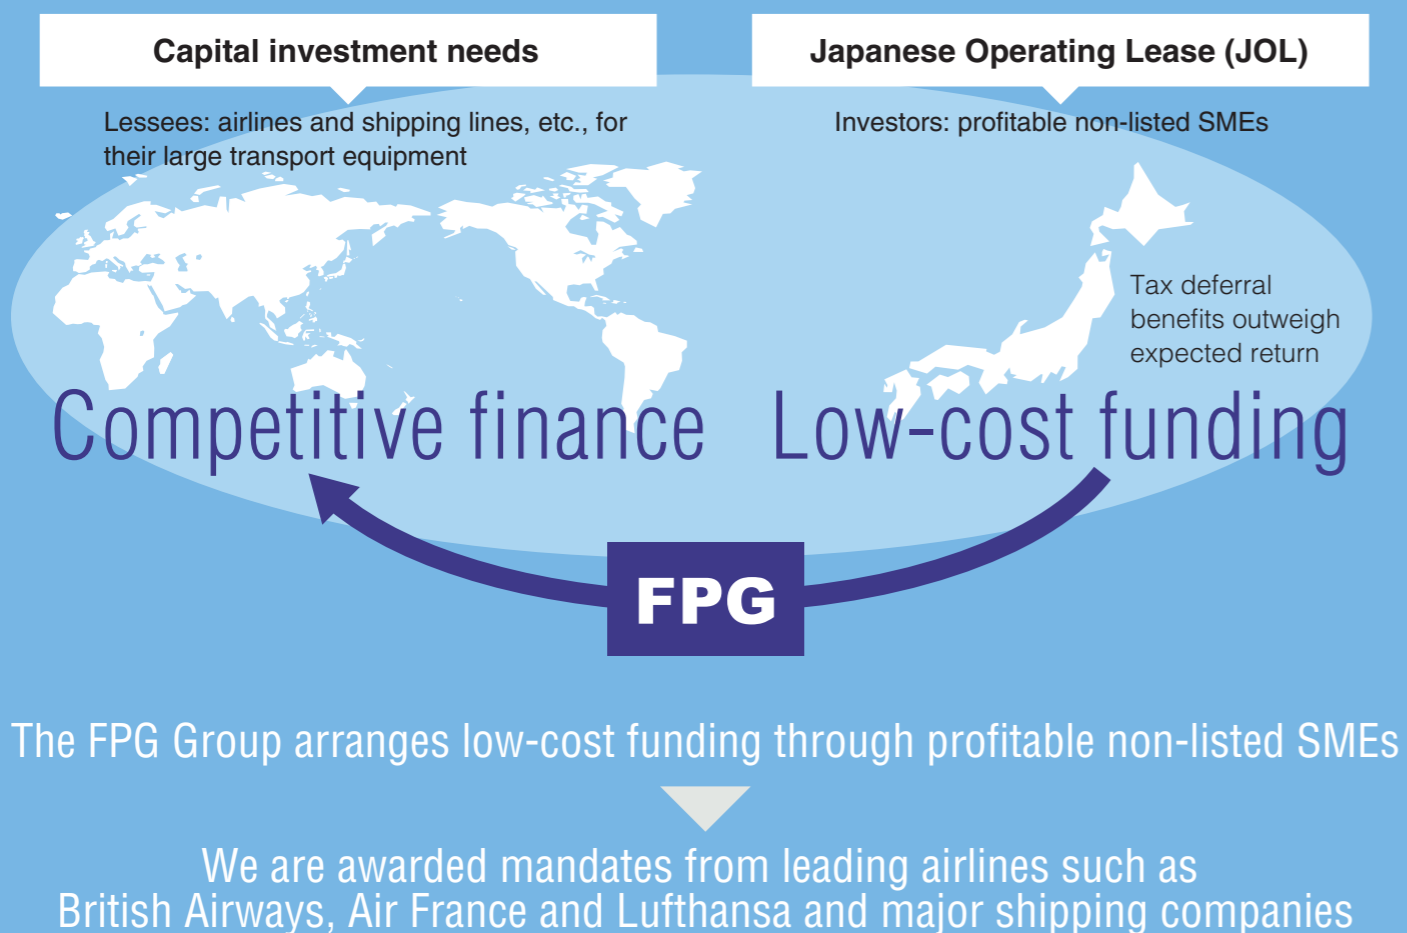 Capital investment needs
Japanese Operating Lease (JOL)
Lessees: airlines and shipping lines, etc., for
their large transport equipment
Investors: profitable non-listed SMEs
Tax deferral
benefits outweigh
expected return
Competitive finance
Low-cost funding
FPG
The FPG Group arranges low-cost funding through profitable non-listed SMEs
We are awarded mandates from leading airlines such as
British Airways, Air France and Lufthansa and major shipping companies